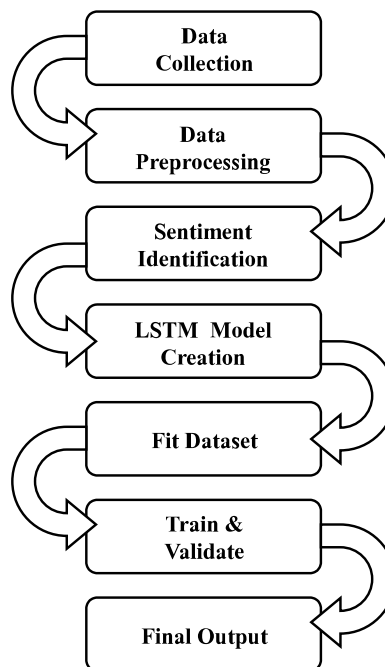 Data
Collection
Data
Preprocessing
Sentiment
Identification
LSTM Model
Creation
Fit Dataset
Train &
Validate
Final Output